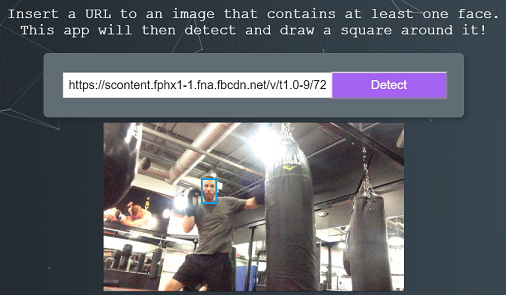 Insert a URL to an image that contains at least one face.
This app will then detect and draw a square around it!
https://scontent.fphx1-1.fna.fbcdn.net/v/t1.0-9/72
Detect
EVERLAST